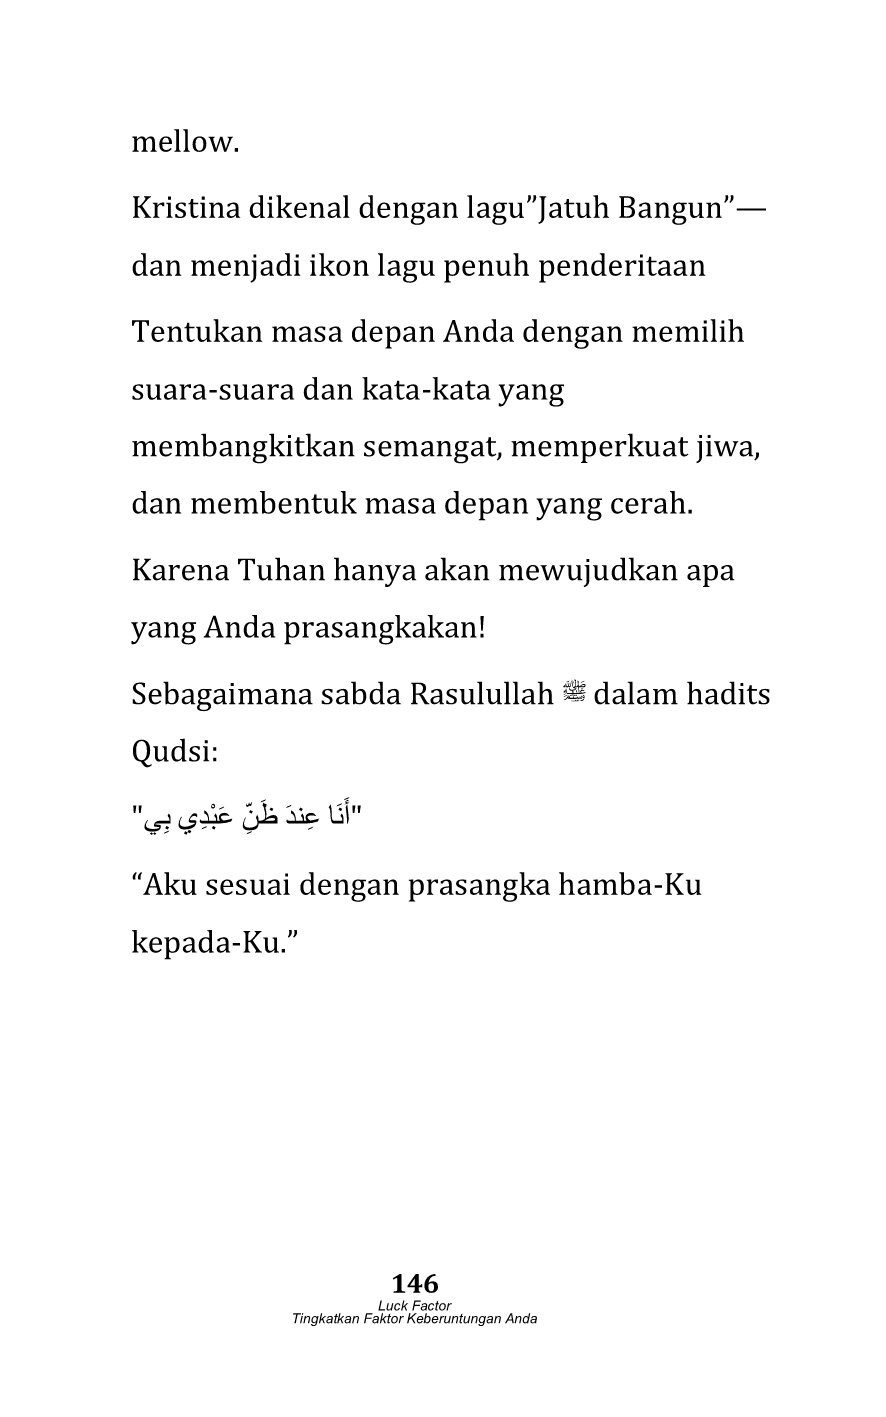 mellow.
Kristina dikenal dengan lagu”Jatuh Bangun”—
dan menjadi ikon lagu penuh penderitaan
Tentukan masa depan Anda dengan memilih
suara-suara dan kata-kata yang
membangkitkan semangat, memperkuat jiwa,
dan membentuk masa depan yang cerah.
Karena Tuhan hanya akan mewujudkan apa
yang Anda prasangkakan!
Sebagaimana sabda Rasulullah ﷺ dalam hadits
Qudsi:
"أَنَا عِندَ ظَنِّ عَبْدِي بِي"
“Aku sesuai dengan prasangka hamba-Ku
kepada-Ku.”
146
Luck Factor
Tingkatkan Faktor Keberuntungan Anda